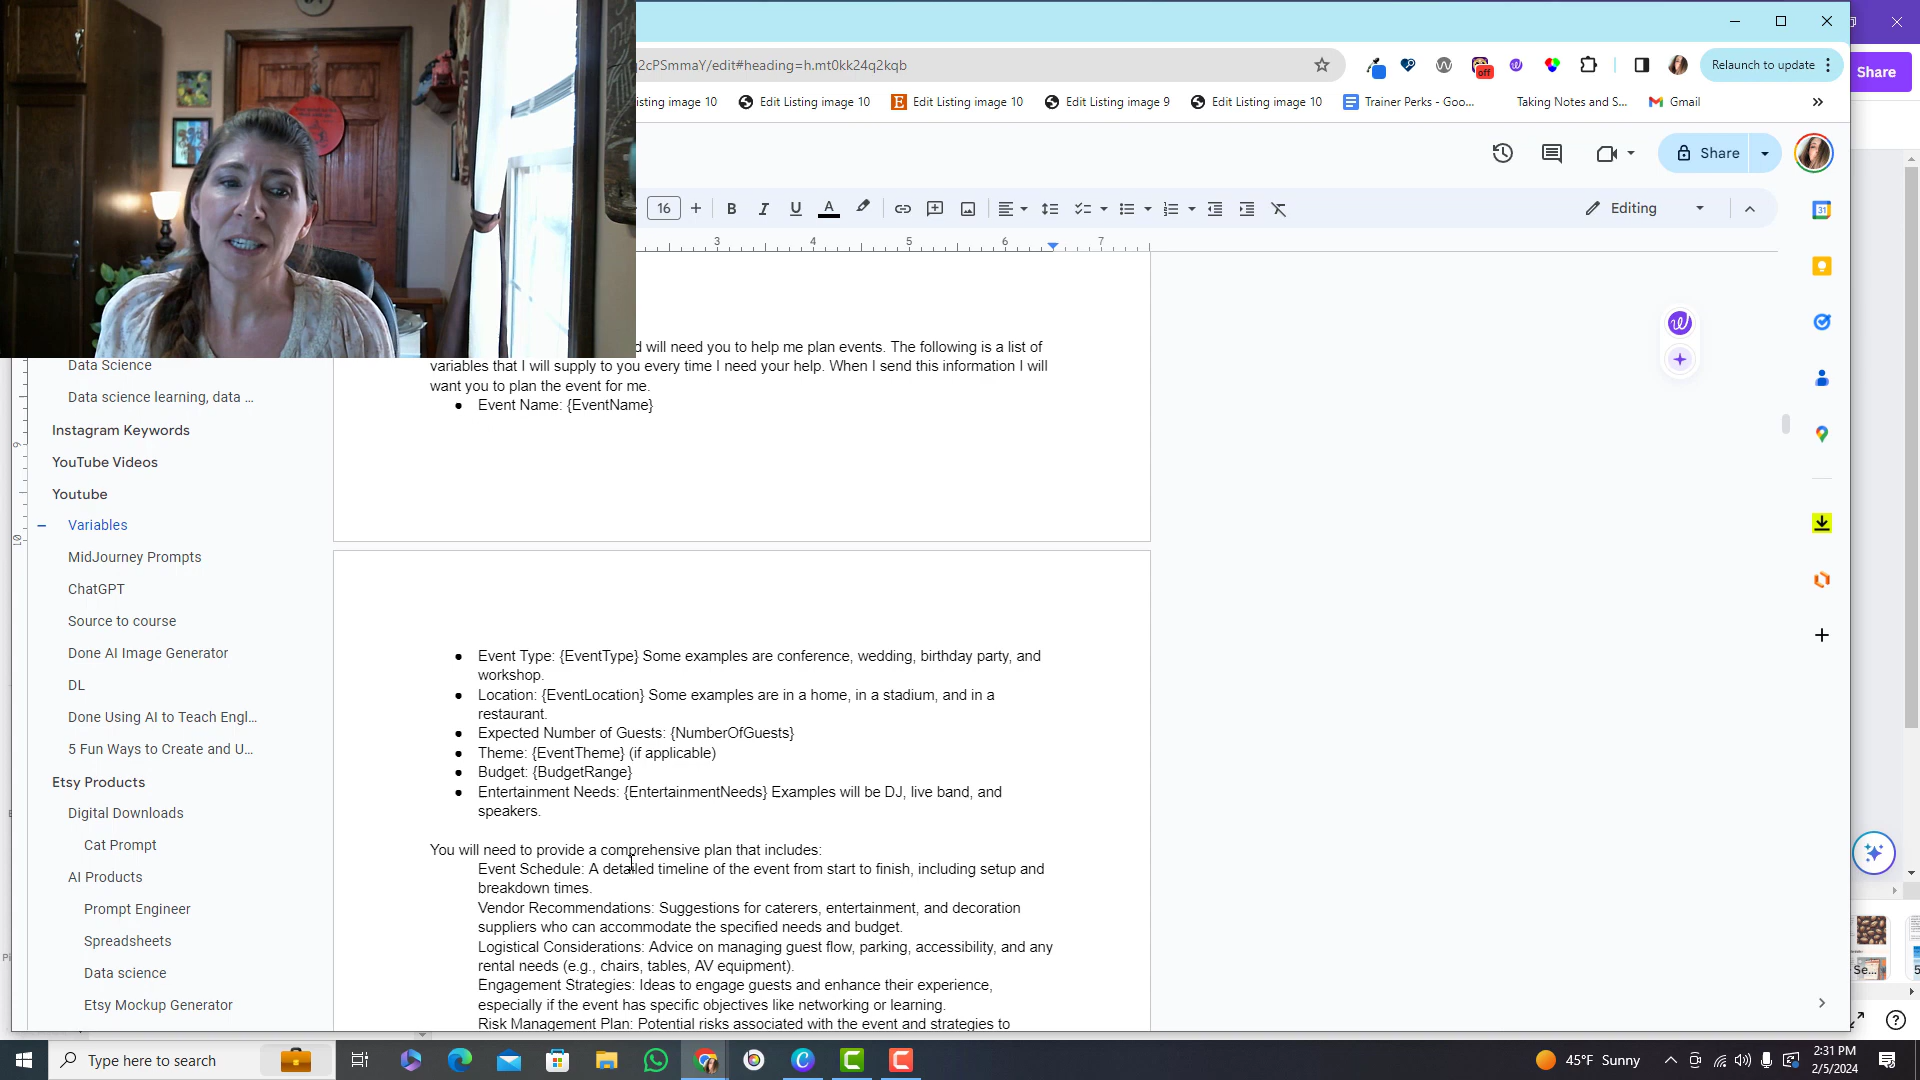 2cPSmmaY/edit#heading=h.mt0kk24q2kqb
off
Relaunch to update
Share
isting image 10
Edit Listing image 10
Edit Listing image 10
Edit Listing image 9
Edit Listing image 10
Trainer Perks - Goo...
Taking Notes and S...
Gmail
Share
16
B
I
U
A
Editing
31
3
4
5
6
7
d will need you to help me plan events. The following is a list of
variables that I will supply to you every time I need your help. When I send this information I will
want you to plan the event for me.
Event Name: {EventName}
Data Science
Data science learning, data ...
Instagram Keywords
YouTube Videos
Youtube
Variables
MidJourney Prompts
ChatGPT
Source to course
Done AI Image Generator
DL
Done Using AI to Teach Engl...
5 Fun Ways to Create and U...
Etsy Products
Digital Downloads
Cat Prompt
AI Products
Prompt Engineer
Spreadsheets
Data science
Etsy Mockup Generator
9
10
Event Type: {EventType} Some examples are conference, wedding, birthday party, and
workshop.
Location: {EventLocation} Some examples are in a home, in a stadium, and in a
restaurant.
Expected Number of Guests: {NumberOfGuests}
Theme: {EventTheme} (if applicable)
Budget: {BudgetRange}
Entertainment Needs: {EntertainmentNeeds} Examples will be DJ, live band, and
speakers.
You will need to provide a comprehensive plan that includes:
Event Schedule: A detailed timeline of the event from start to finish, including setup and
breakdown times.
Vendor Recommendations: Suggestions for caterers, entertainment, and decoration
suppliers who can accommodate the specified needs and budget.
Logistical Considerations: Advice on managing guest flow, parking, accessibility, and any
rental needs (e.g., chairs, tables, AV equipment).
Engagement Strategies: Ideas to engage guests and enhance their experience,
especially if the event has specific objectives like networking or learning.
Risk Management Plan: Potential risks associated with the event and strategies to
Se...
Type here to search
45°F Sunny
2:31 PM
2/5/2024